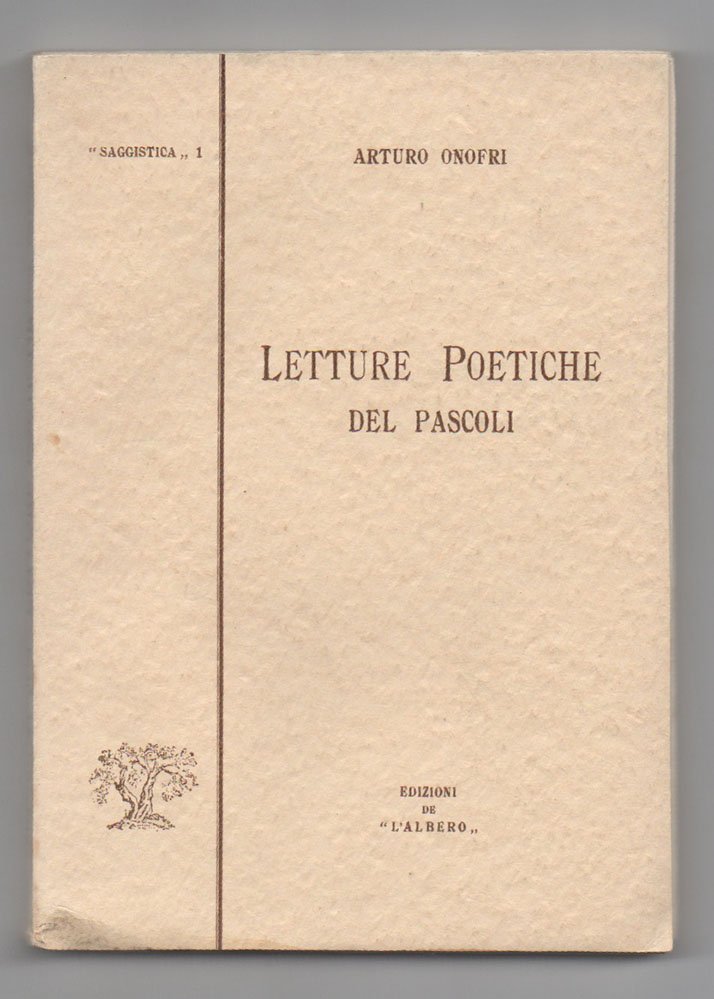 “ SAGGISTICA „ 1
ARTURO ONOFRI
LETTURE POETICHE
DEL PASCOLI
EDIZIONI
DE
“ L'ALBERO „